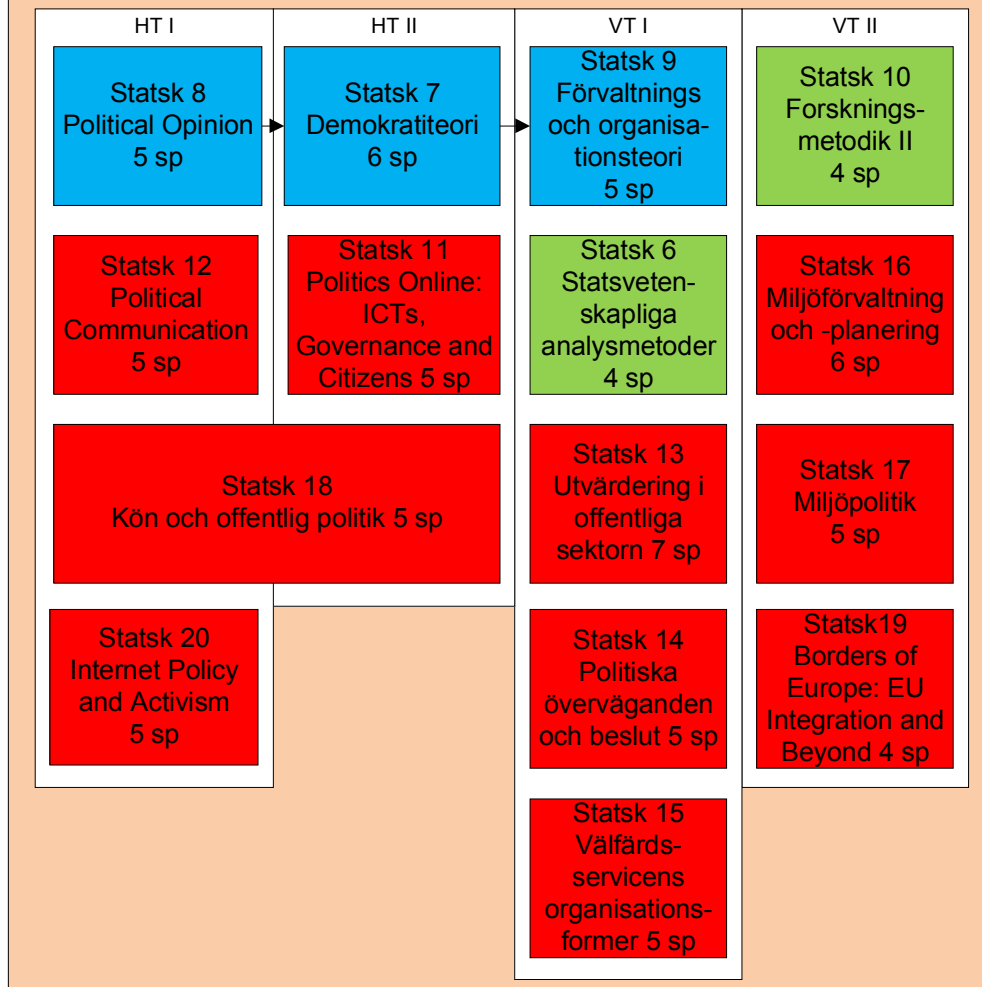 HT I
HT II
VT I
VT II
Statsk 8
Political Opinion
5 sp
Statsk 7
Demokratiteori
6 sp
Statsk 9
Förvaltnings
och organisa-
tionsteori
5 sp
Statsk 10
Forsknings-
metodik II
4 sp
Statsk 12
Political
Communication
5 sp
Statsk 11
Politics Online:
ICTs,
Governance and
Citizens 5 sp
Statsk 6
Statsveten-
skapliga
analysmetoder
4 sp
Statsk 16
Miljöförvaltning
och -planering
6 sp
Statsk 18
Kön och offentlig politik 5 sp
Statsk 13
Utvärdering i
offentliga
sektorn 7 sp
Statsk 17
Miljöpolitik
5 sp
Statsk 20
Internet Policy
and Activism
5 sp
Statsk 14
Politiska
överväganden
och beslut 5 sp
Statsk19
Borders of
Europe: EU
Integration and
Beyond 4 sp
Statsk 15
Välfärds-
servicens
organisations-
former 5 sp